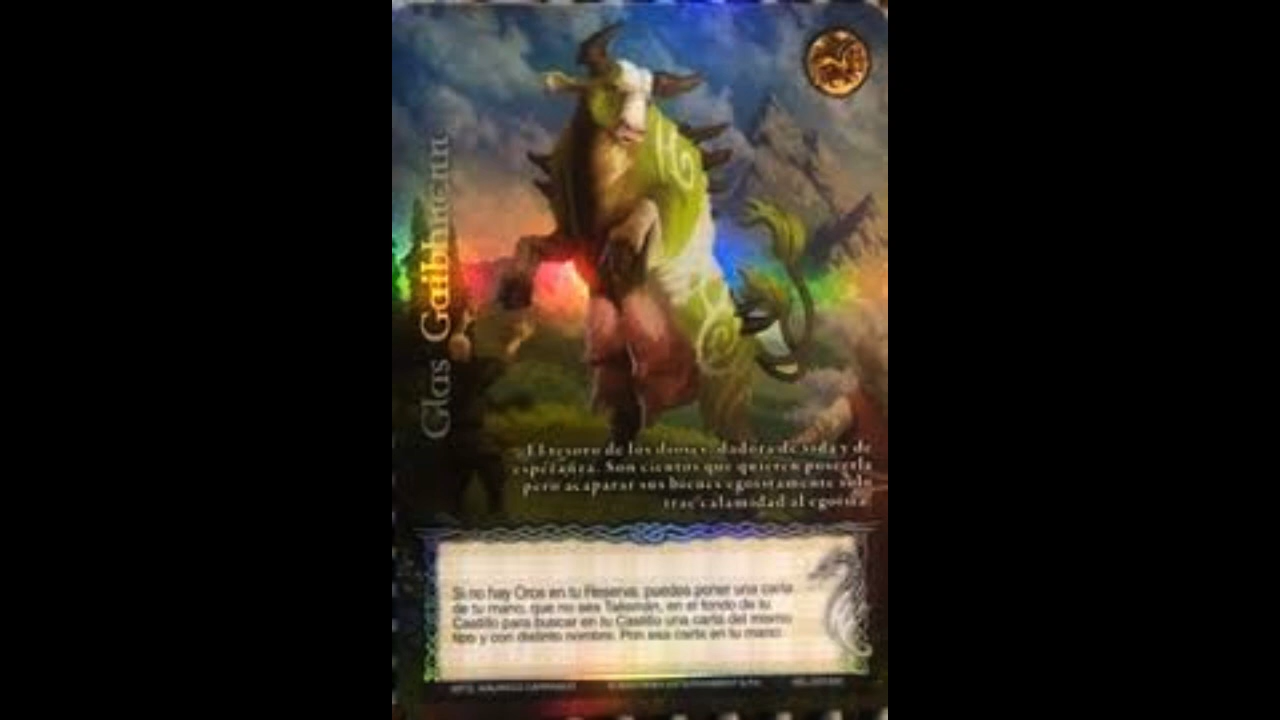 Glas Gaibhnenn
El tesoro de los dioses, dadora de vida y de
esperanza. Son cientos que quieren poseerla
pero acaparar sus bienes egoístamente solo
trae calamidad al egoísta.
Si no hay Oros en tu Reserva, puedes poner una carta
de tu mano, que no sea Talismán, en el fondo de tu
Castillo para buscar en tu Castillo una carta del mismo
tipo y con distinto nombre. Pon esa carta en tu mano.